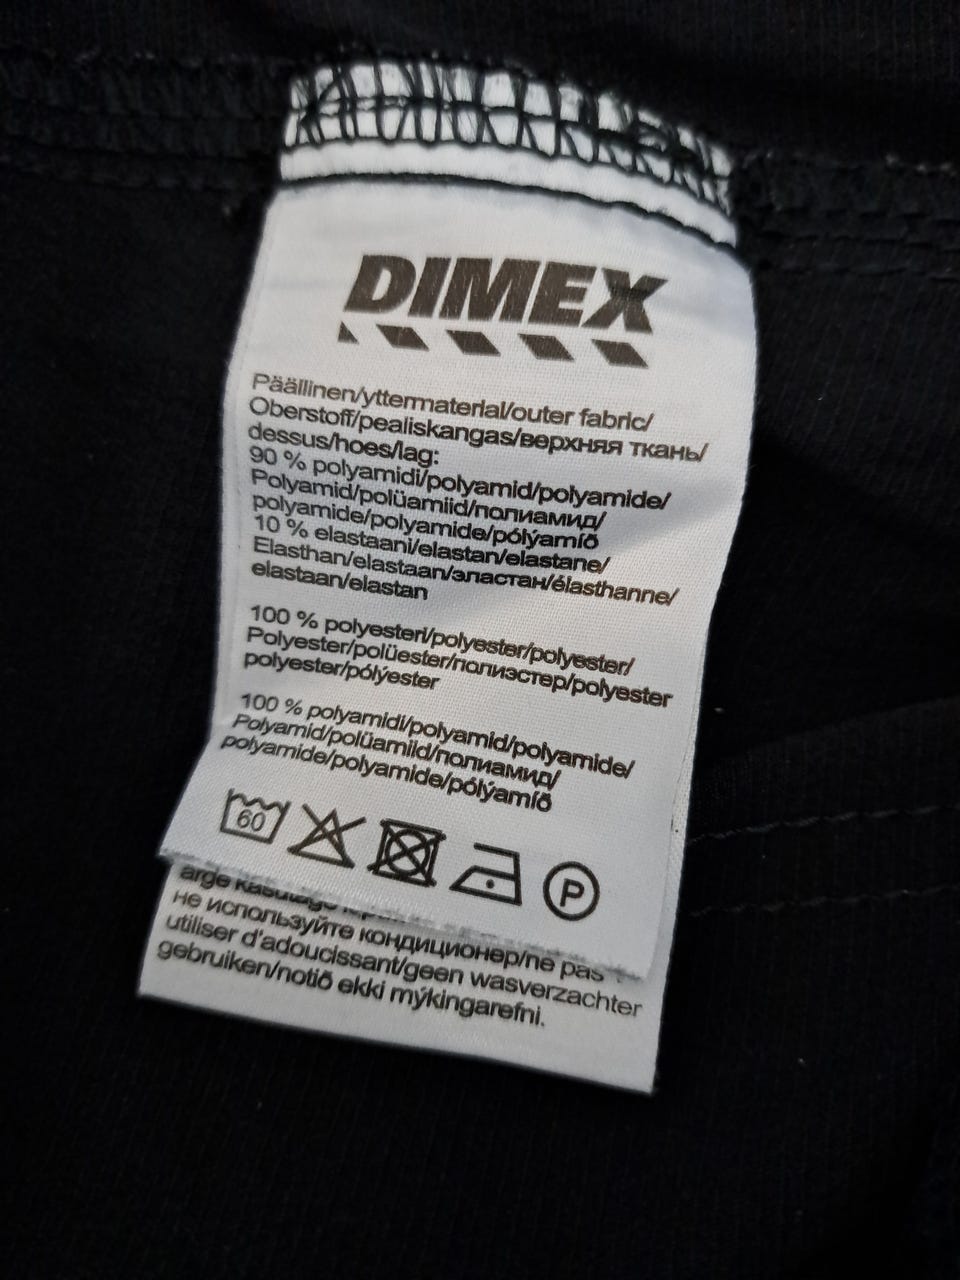 DIMEX
Päällinen/yttermaterial/outer fabric/
Oberstoff/pealiskangas/верхняя ткань/
dessus/hoes/lag:
90 % polyamidi/polyamid/polyamide/
Polyamid/polüamiid/полиамид/
polyamide/polyamide/pólýamíð
10 % elastaani/elastan/elastane/
Elasthan/elastaan/эластан/élasthanne/
elastaan/elastan
100 % polyesteri/polyester/polyester/
Polyester/polüester/полиэстер/polyester
polyester/pólýester
100 % polyamidi/polyamid/polyamide/
Polyamid/polüamiid/полиамид/
polyamide/polyamide/pólýamíð
60
P
ärge kasutage
не используйте кондиционер/ne pas
utiliser d'adoucissant/geen wasverzachter
gebruiken/notið ekki mýkingarefni.